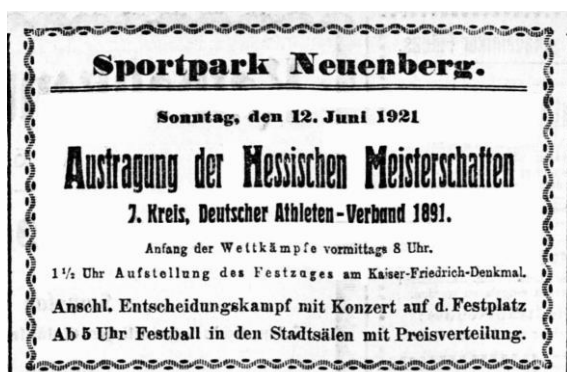 Sportpark Neuenberg.
Sonntag, den 12. Juni 1921
Austragung der Hessischen Meisterschaften
7. Kreis, Deutscher Athleten-Verband 1891.
Anfang der Wettkämpfe vormittags 8 Uhr.
1½ Uhr Aufstellung des Festzuges am Kaiser-Friedrich-Denkmal.
Anschl. Entscheidungskampf mit Konzert auf d. Festplatz
Ab 5 Uhr Festball in den Stadtsälen mit Preisverteilung.